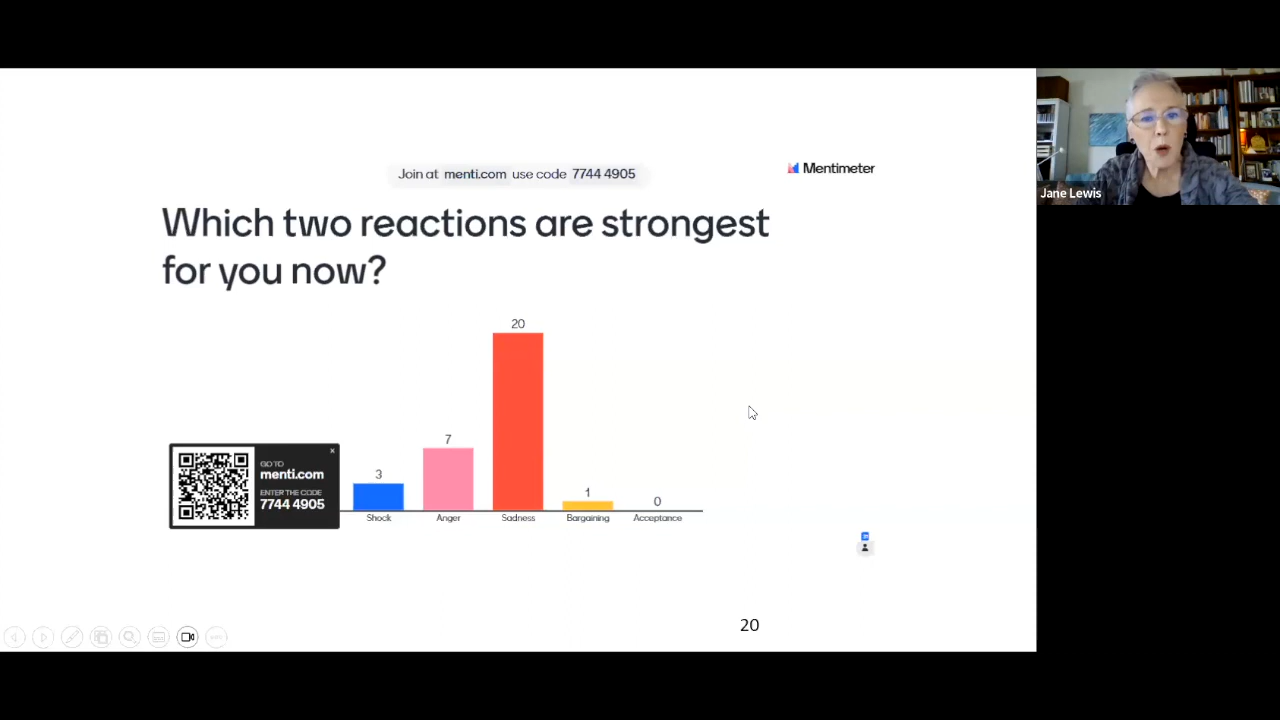 Join at menti.com use code 7744 4905
Mentimeter
Jane Lewis
Which two reactions are strongest
for you now?
20
7
3
1
0
GO TO
menti.com
ENTER THE CODE
7744 4905
Shock Anger Sadness Bargaining Acceptance
20